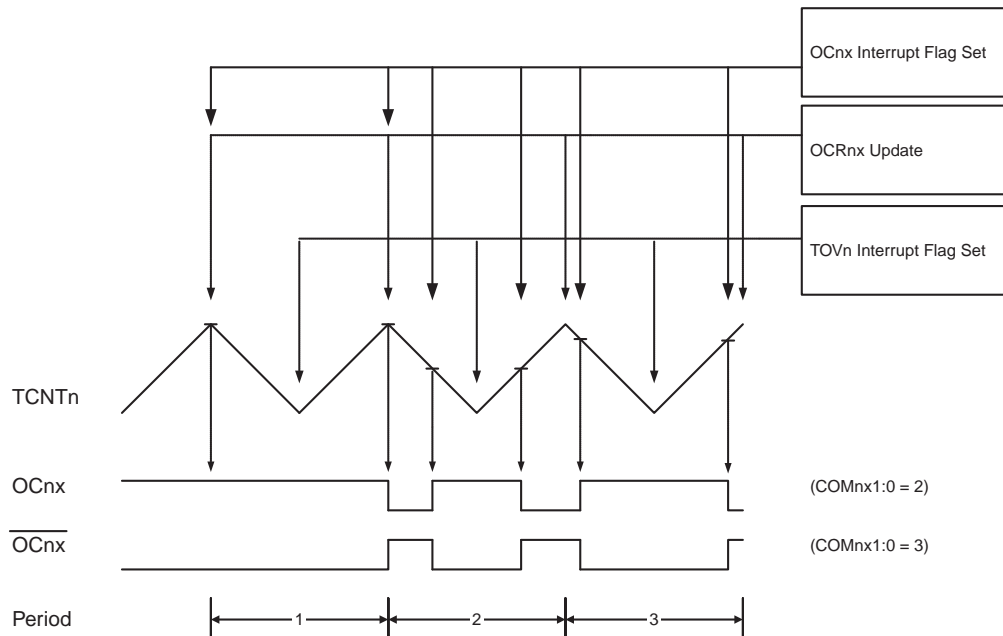 OCnx Interrupt Flag Set
OCRnx Update
TOVn Interrupt Flag Set
TCNTn
OCnx
(COMnx1:0 = 2)
OCnx
(COMnx1:0 = 3)
Period
1
2
3